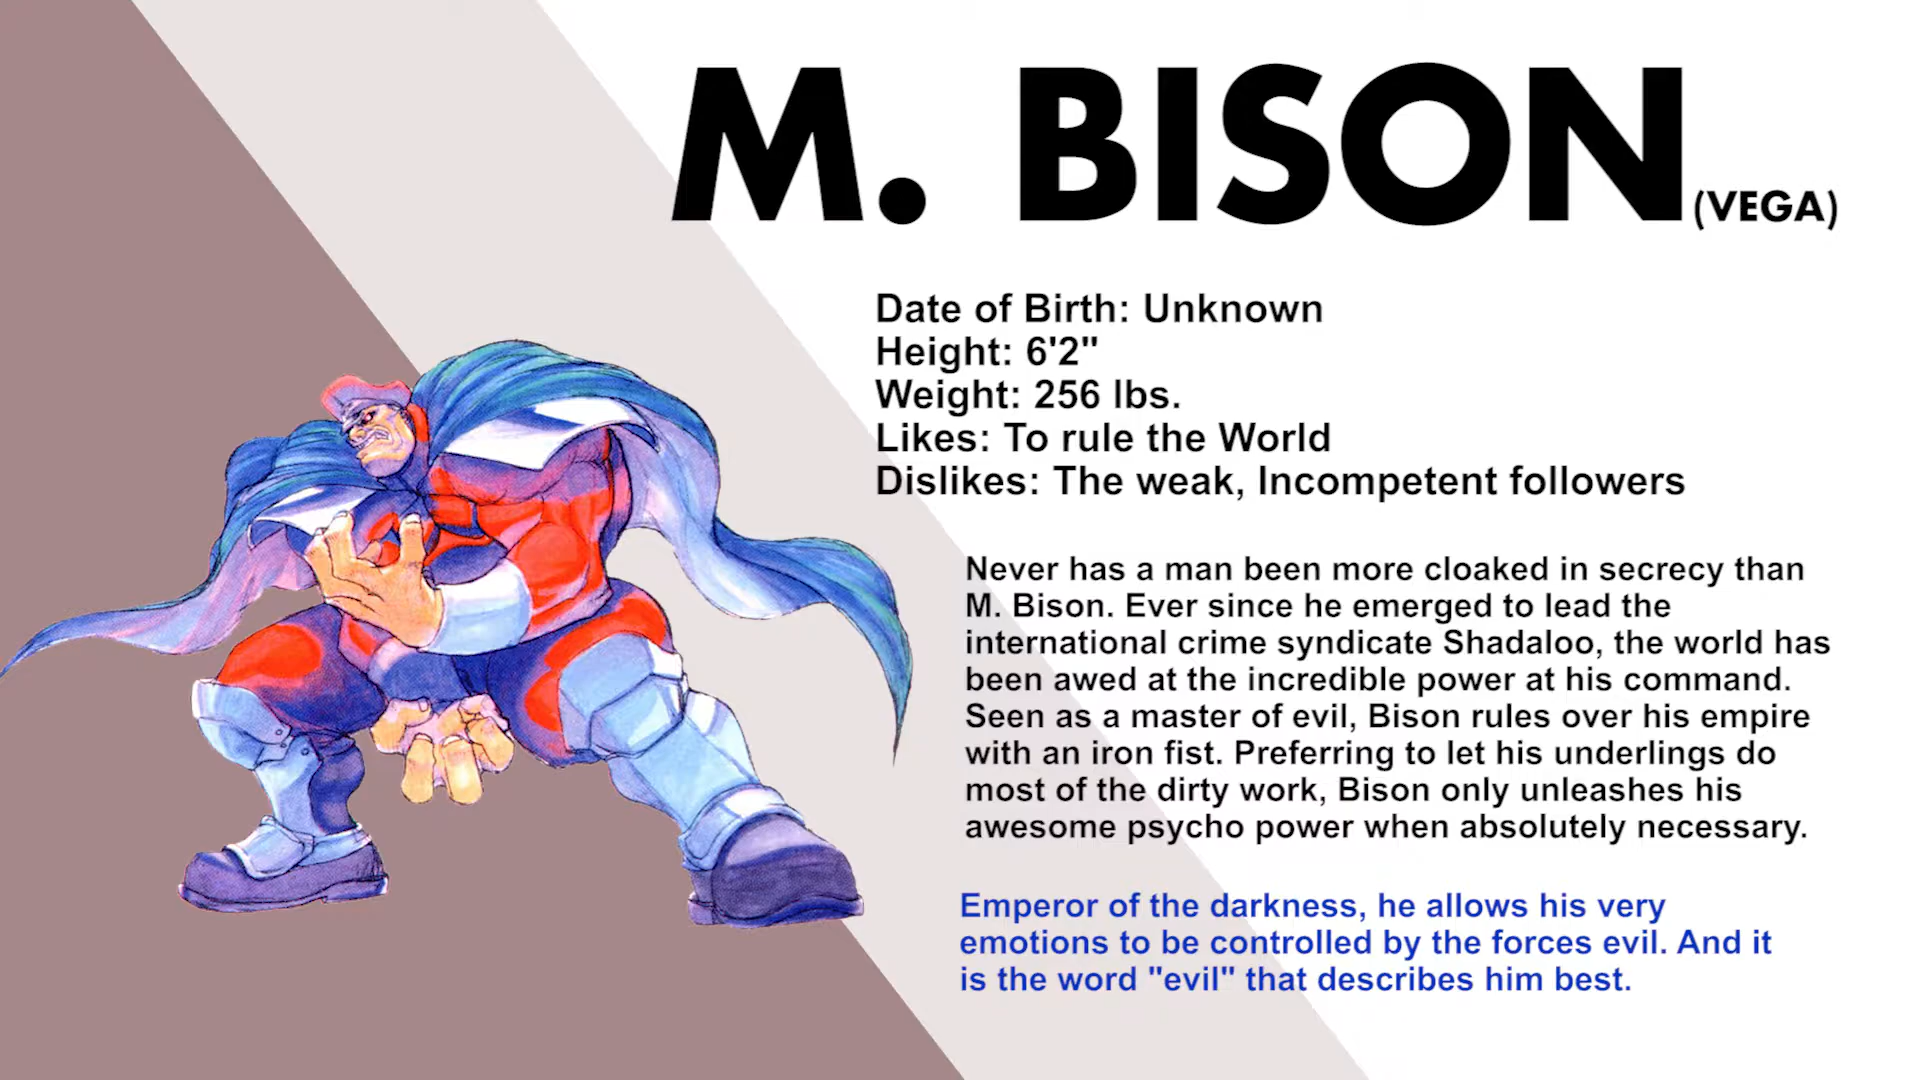 M. BISON (VEGA)
Date of Birth: Unknown
Height: 6'2"
Weight: 256 lbs.
Likes: To rule the World
Dislikes: The weak, Incompetent followers
Never has a man been more cloaked in secrecy than
M. Bison. Ever since he emerged to lead the
international crime syndicate Shadaloo, the world has
been awed at the incredible power at his command.
Seen as a master of evil, Bison rules over his empire
with an iron fist. Preferring to let his underlings do
most of the dirty work, Bison only unleashes his
awesome psycho power when absolutely necessary.
Emperor of the darkness, he allows his very
emotions to be controlled by the forces evil. And it
is the word "evil" that describes him best.